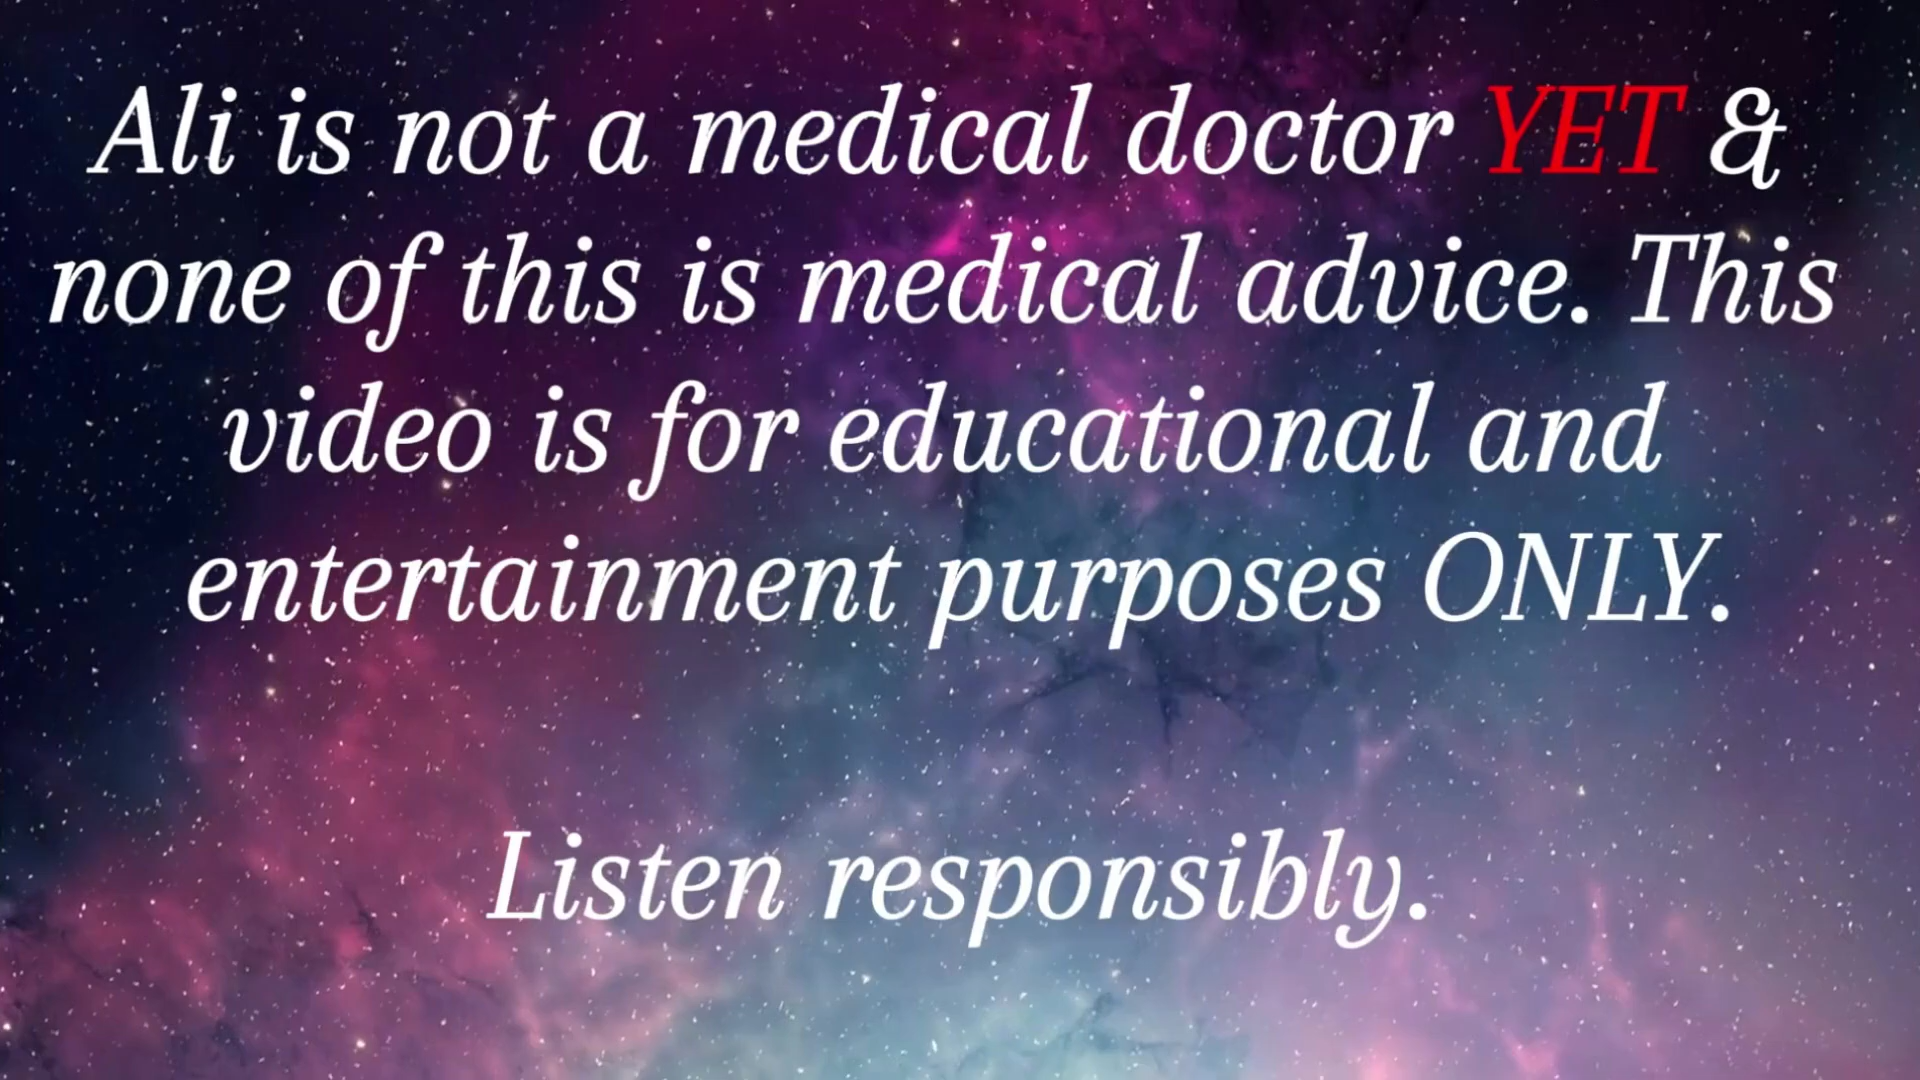 Ali is not a medical doctor YET &
none of this is medical advice. This
video is for educational and
entertainment purposes ONLY.
Listen responsibly.